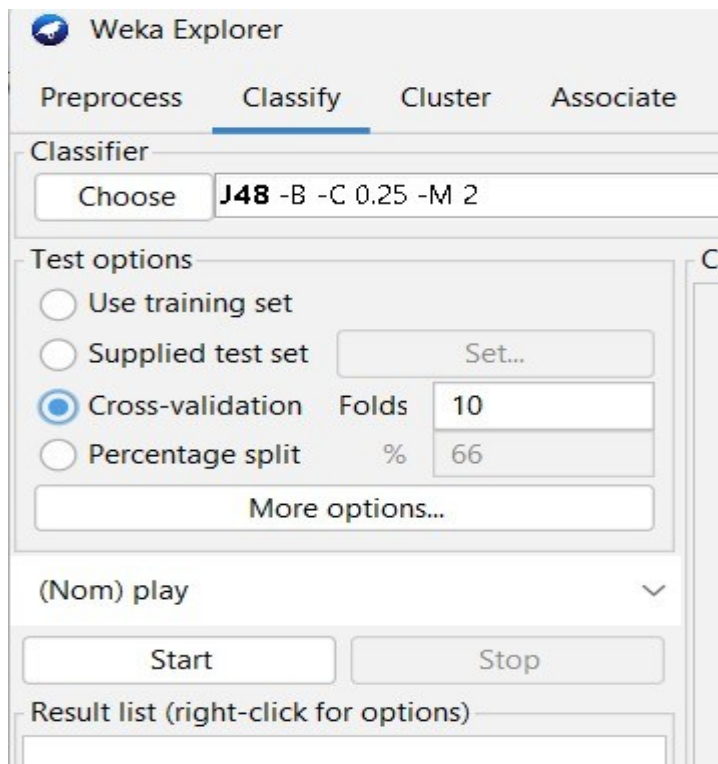 Weka Explorer
Preprocess Classify Cluster Associate
Classifier
Choose J48 -B -C 0.25 -M 2
Test options
Use training set
Supplied test set Set...
Cross-validation Folds 10
Percentage split % 66
More options...
(Nom) play
Start Stop
Result list (right-click for options)